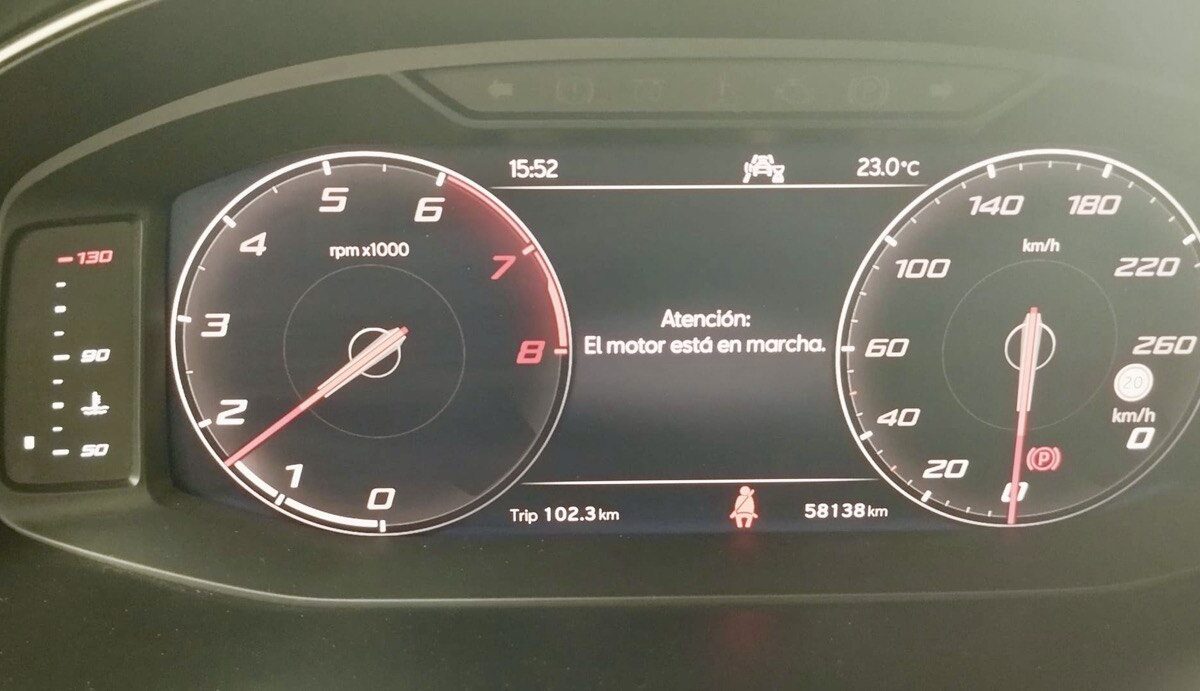 15:52
23.0°C
130
90
50
rpm x1000
0
1
2
3
4
5
6
7
8
Atención:
El motor está en marcha.
km/h
0
20
40
60
100
140
180
220
260
20
km/h
0
(P)
(P)
Trip 102.3 km
58138 km